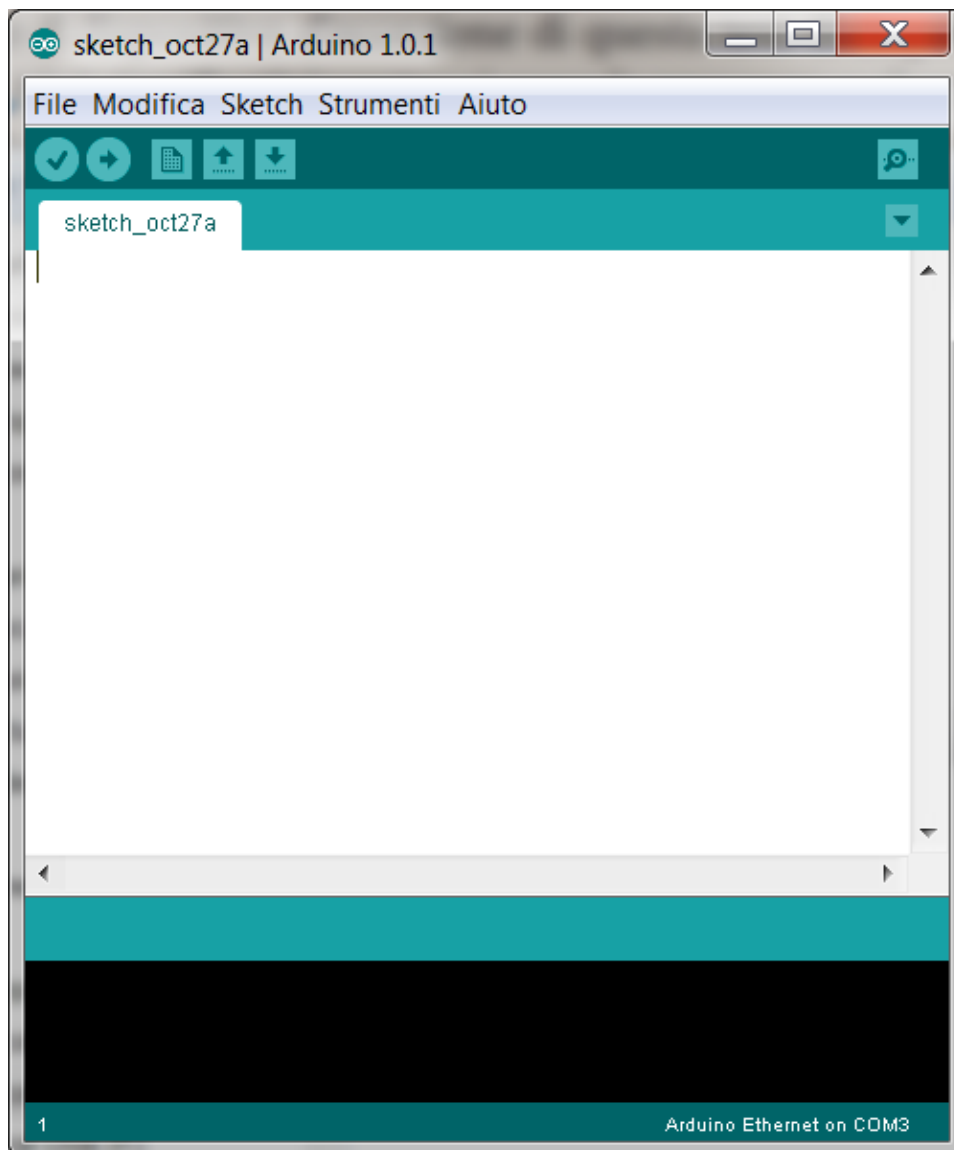 sketch_oct27a | Arduino 1.0.1
File Modifica Sketch Strumenti Aiuto
sketch_oct27a
1 Arduino Ethernet on COM3